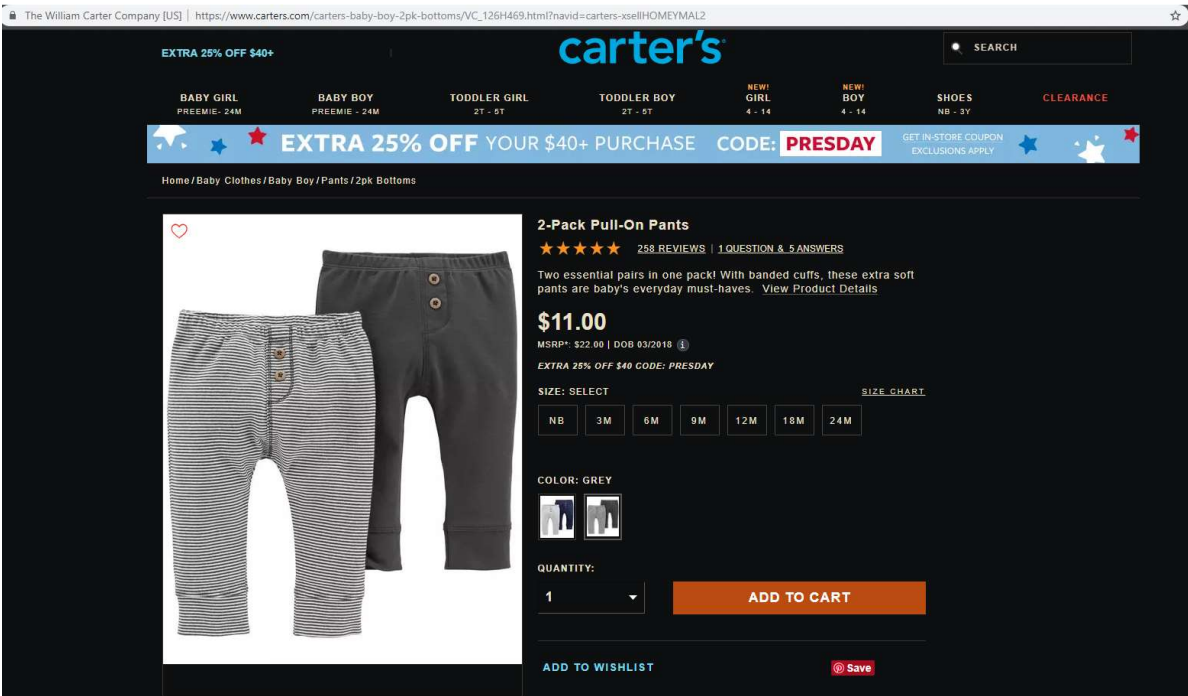 The William Carter Company [US] | https://www.carters.com/carters-baby-boy-2pk-bottoms/VC_126H469.html?navid=carters-xsellHOMEYMAL2
EXTRA 25% OFF $40+
carter's
SEARCH
BABY GIRL
PREEMIE- 24M
BABY BOY
PREEMIE - 24M
TODDLER GIRL
2T - 5T
TODDLER BOY
2T - 5T
NEW!
GIRL
4 - 14
NEW!
BOY
4 - 14
SHOES
NB - 3Y
CLEARANCE
EXTRA 25% OFF YOUR $40+ PURCHASE CODE: PRESDAY
GET IN-STORE COUPON
EXCLUSIONS APPLY
Home / Baby Clothes / Baby Boy / Pants / 2pk Bottoms
2-Pack Pull-On Pants
258 REVIEWS | 1 QUESTION & 5 ANSWERS
Two essential pairs in one pack! With banded cuffs, these extra soft
pants are baby's everyday must-haves. View Product Details
$11.00
MSRP*: $22.00 | DOB 03/2018 i
EXTRA 25% OFF $40 CODE: PRESDAY
SIZE: SELECT
SIZE CHART
NB 3M 6M 9M 12M 18M 24M
COLOR: GREY
QUANTITY:
1
ADD TO CART
ADD TO WISHLIST
Save